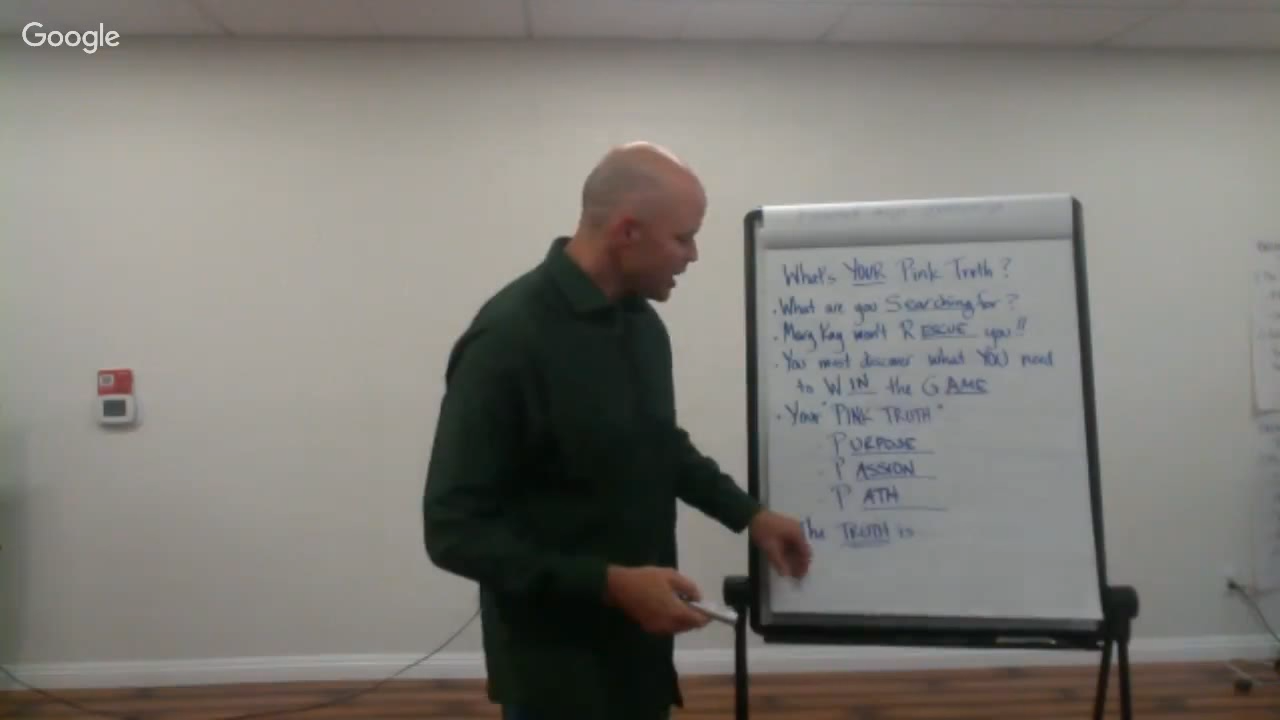 Google
What's YOUR Pink Truth?
• What are you Searching for?
• Mary Kay won't RESCUE you!!
• You must discover what YOU need
to WIN the GAME
• Your "PINK TRUTH"
• PURPOSE
• PASSION
• PATH
The TRUTH is